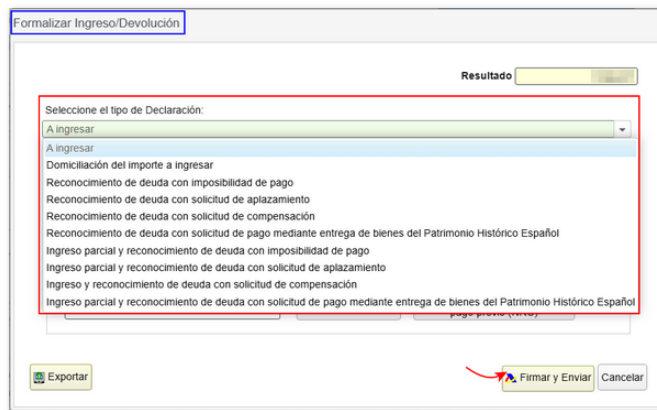 Formalizar Ingreso/Devolución
Resultado
Seleccione el tipo de Declaración:
A ingresar
A ingresar
Domiciliación del importe a ingresar
Reconocimiento de deuda con imposibilidad de pago
Reconocimiento de deuda con solicitud de aplazamiento
Reconocimiento de deuda con solicitud de compensación
Reconocimiento de deuda con solicitud de pago mediante entrega de bienes del Patrimonio Histórico Español
Ingreso parcial y reconocimiento de deuda con imposibilidad de pago
Ingreso parcial y reconocimiento de deuda con solicitud de aplazamiento
Ingreso y reconocimiento de deuda con solicitud de compensación
Ingreso parcial y reconocimiento de deuda con solicitud de pago mediante entrega de bienes del Patrimonio Histórico Español
pago previo (NRC)
Exportar
Firmar y Enviar
Cancelar